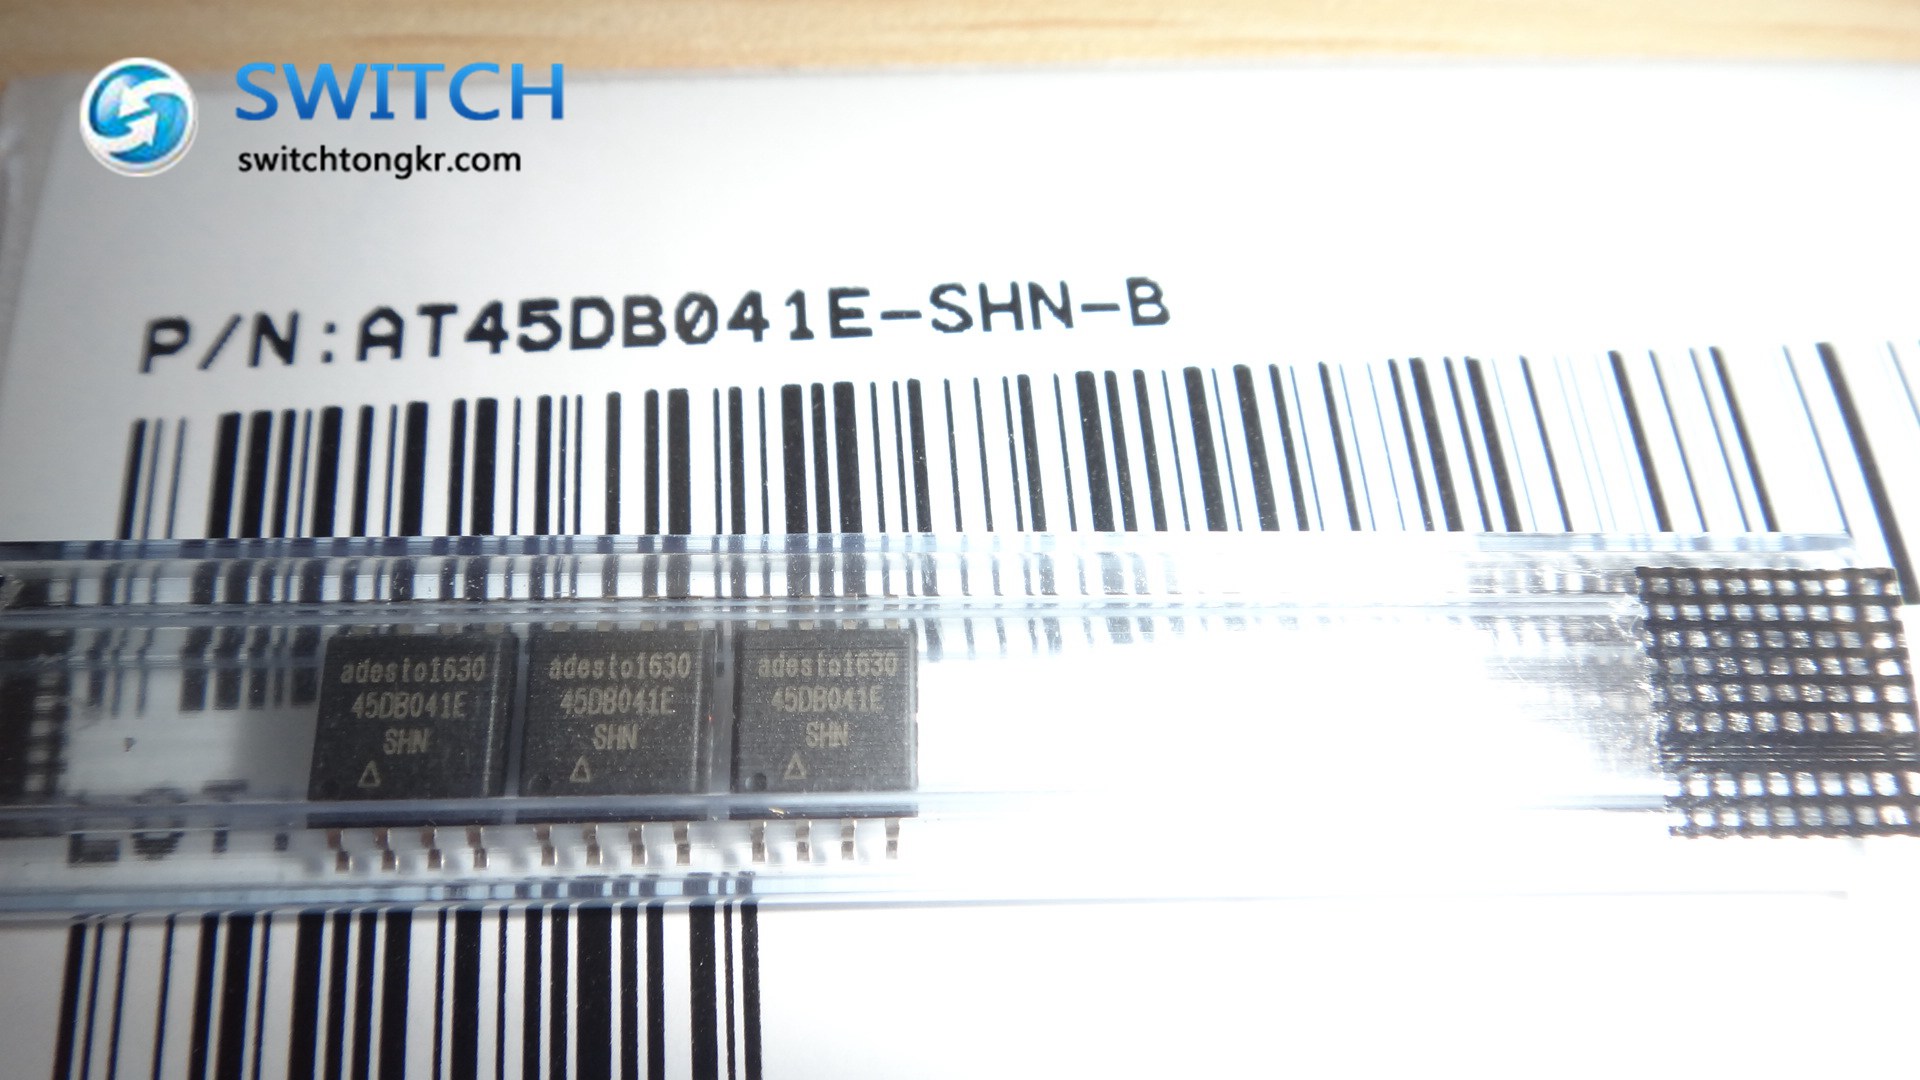 SWITCH
switchtongkr.com
P/N:AT45DB041E-SHN-B
adesto1630
45DB041E
SHN
adesto1630
45DB041E
SHN
adesto1630
45DB041E
SHN